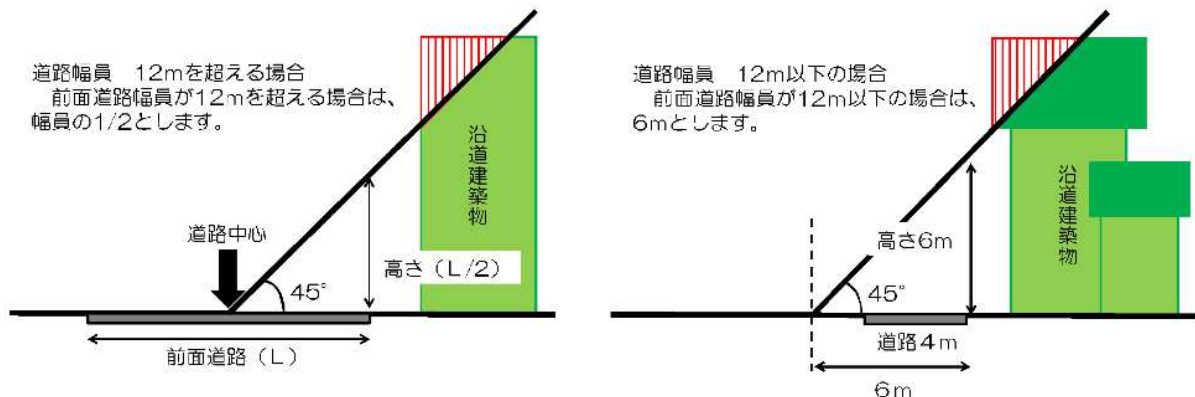 道路幅員　12mを超える場合
前面道路幅員が12mを超える場合は、
幅員の1/2とします。
沿道建築物
道路中心
高さ（L/2）
45°
前面道路（L）
道路幅員　12m以下の場合
前面道路幅員が12m以下の場合は、
6mとします。
沿道建築物
高さ6m
45°
道路4m
6m